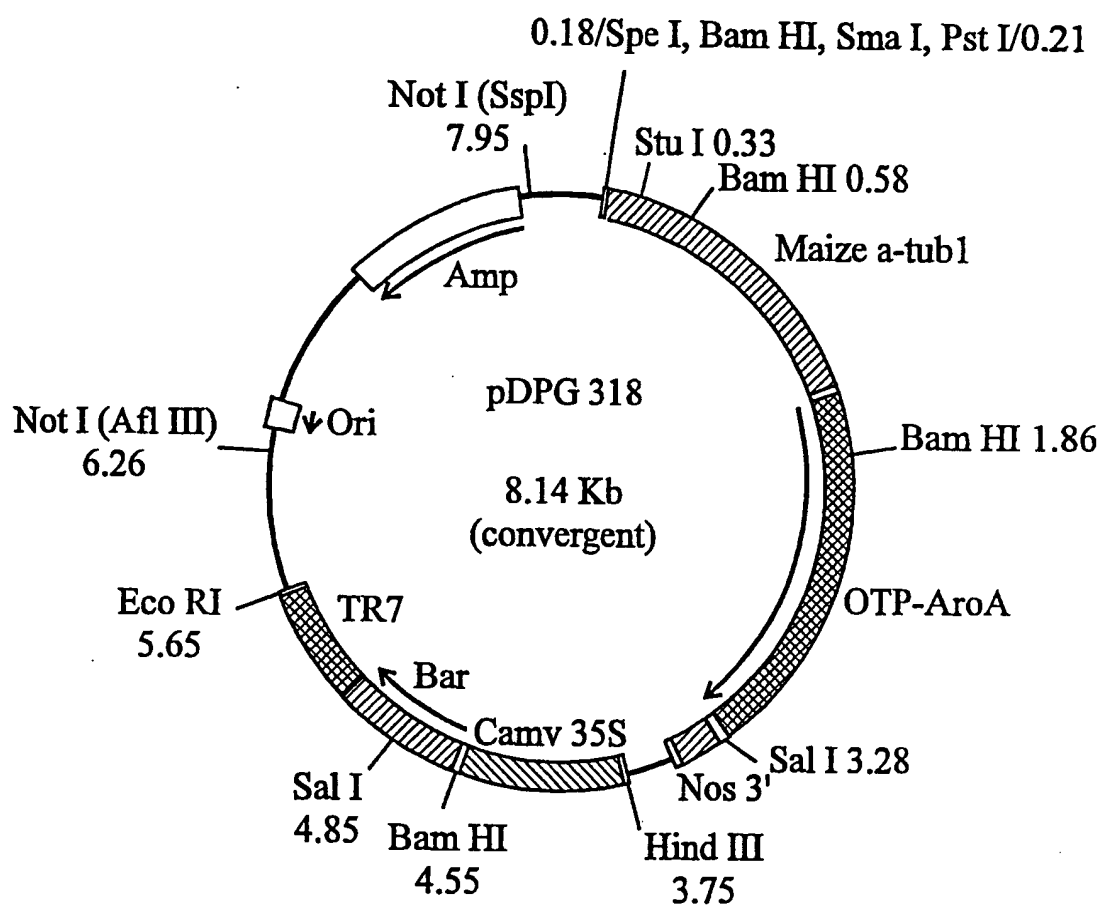 0.18/Spe I, Bam HI, Sma I, Pst I/0.21
Not I (SspI)
7.95
Stu I 0.33
Bam HI 0.58
Maize a-tub1
Amp
pDPG 318
Not I (Afl III)
6.26
Ori
Bam HI 1.86
8.14 Kb
(convergent)
Eco RI
5.65
TR7
OTP-AroA
Bar
Camv 35S
Sal I
4.85
Bam HI
4.55
Nos 3'
Sal I 3.28
Hind III
3.75